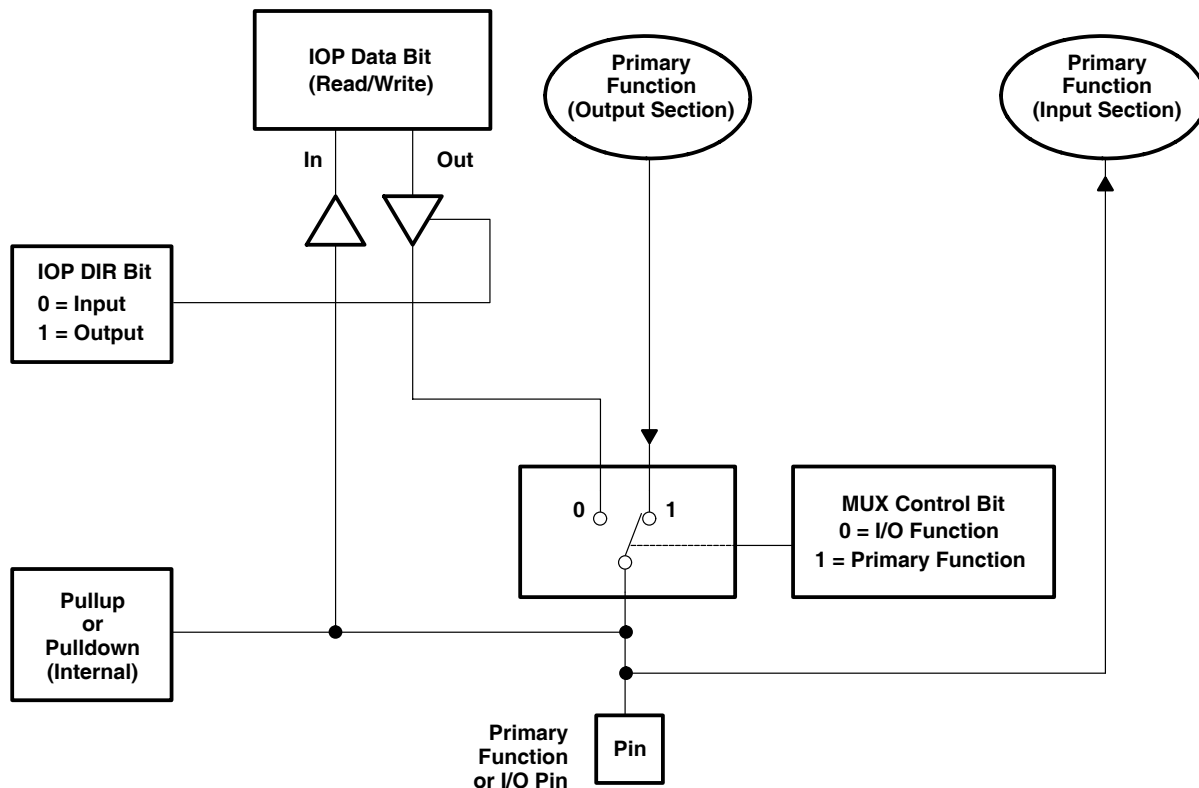 IOP Data Bit
(Read/Write)
Primary
Function
(Output Section)
Primary
Function
(Input Section)
In
Out
IOP DIR Bit
0 = Input
1 = Output
0
1
MUX Control Bit
0 = I/O Function
1 = Primary Function
Pullup
or
Pulldown
(Internal)
Primary
Function
or I/O Pin
Pin